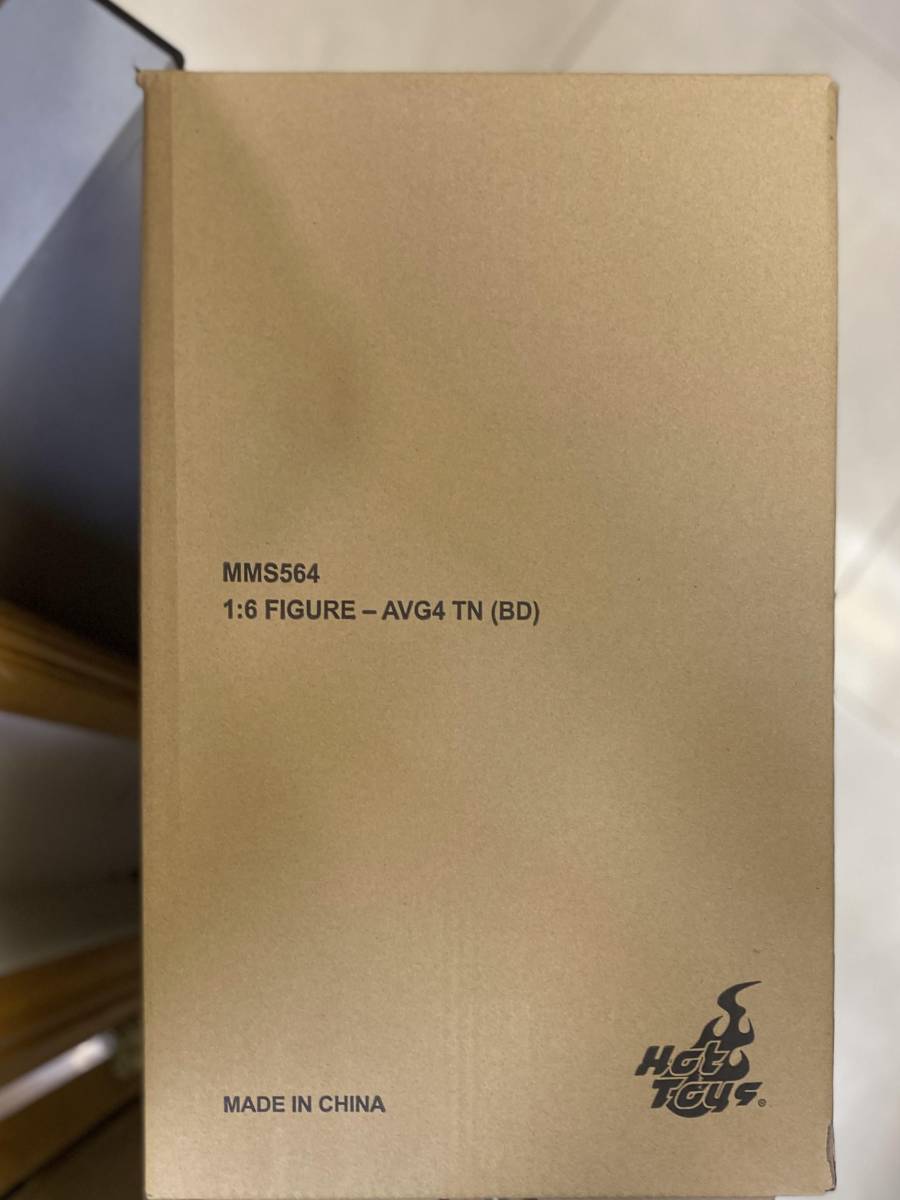 MMS564
1:6 FIGURE – AVG4 TN (BD)
Hot
Toys®
MADE IN CHINA